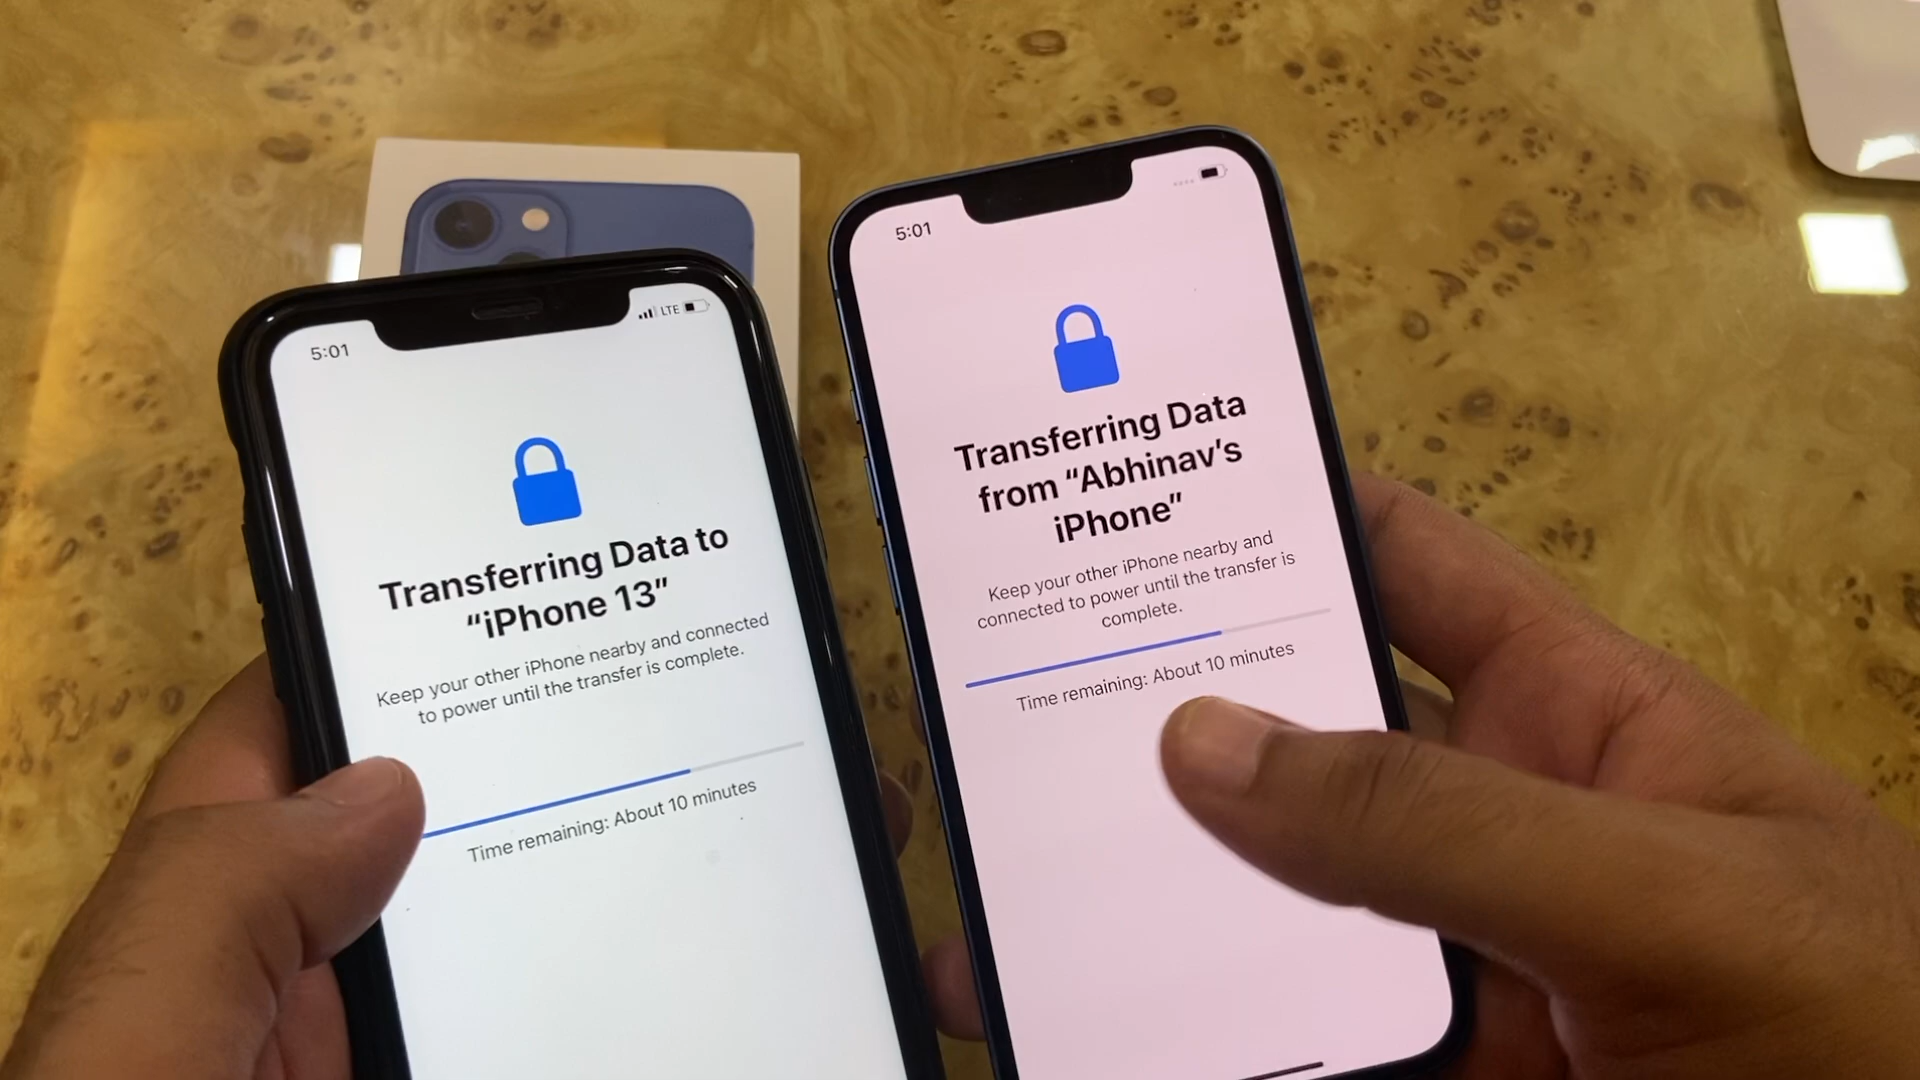 5:01
LTE
Transferring Data to
“iPhone 13”
Keep your other iPhone nearby and connected
to power until the transfer is complete.
Time remaining: About 10 minutes
5:01
Transferring Data
from “Abhinav's
iPhone”
Keep your other iPhone nearby and
connected to power until the transfer is
complete.
Time remaining: About 10 minutes